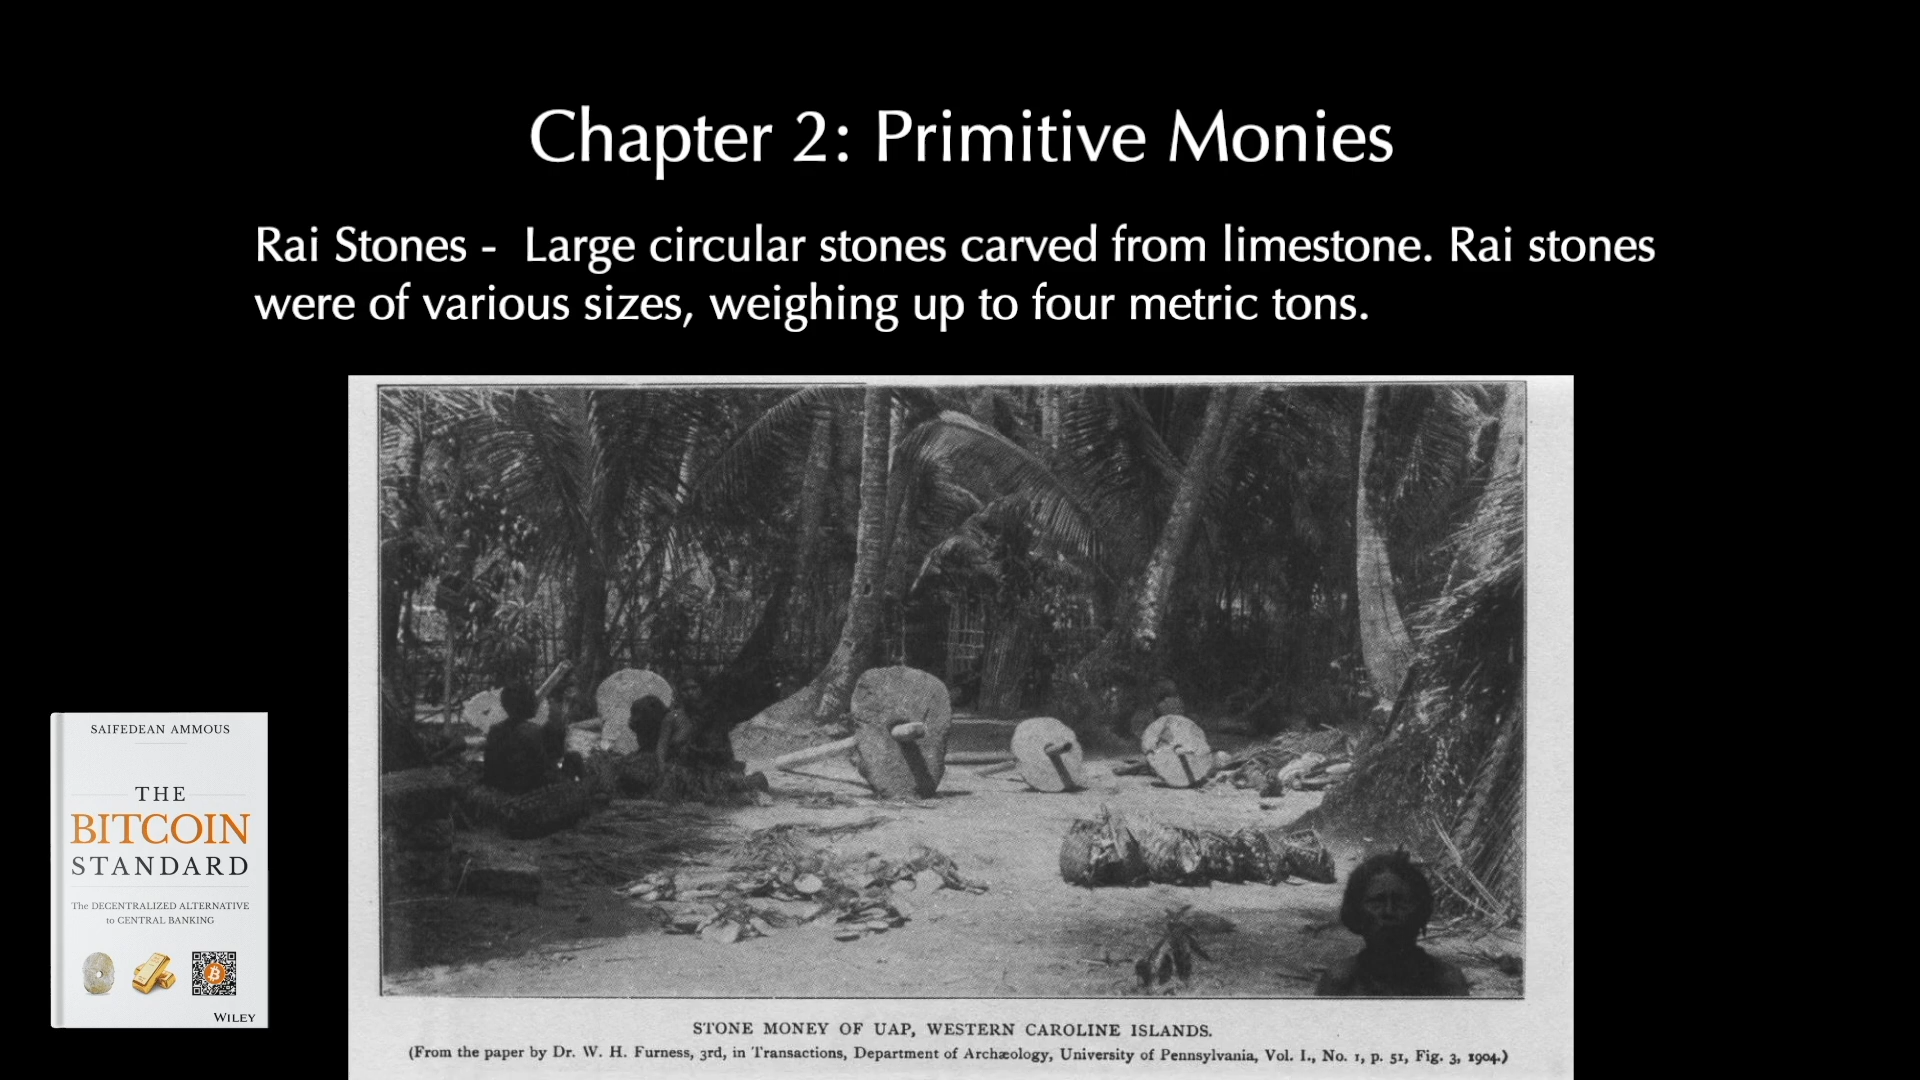 Chapter 2: Primitive Monies
Rai Stones -  Large circular stones carved from limestone. Rai stones
were of various sizes, weighing up to four metric tons.
SAIFEDEAN AMMOUS
THE
BITCOIN
STANDARD
The DECENTRALIZED ALTERNATIVE
to CENTRAL BANKING
WILEY
STONE MONEY OF UAP, WESTERN CAROLINE ISLANDS.
(From the paper by Dr. W. H. Furness, 3rd, in Transactions, Department of Archæology, University of Pennsylvania, Vol. I., No. 1, p. 51, Fig. 3, 1904.)